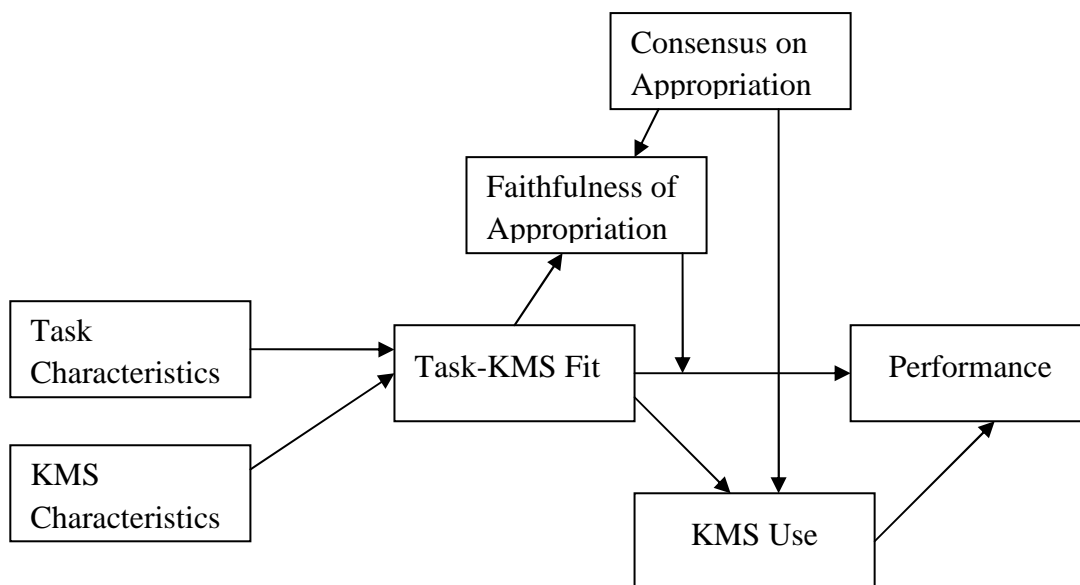 Consensus on
Appropriation
Faithfulness of
Appropriation
Task
Characteristics
Task-KMS Fit
Performance
KMS
Characteristics
KMS Use